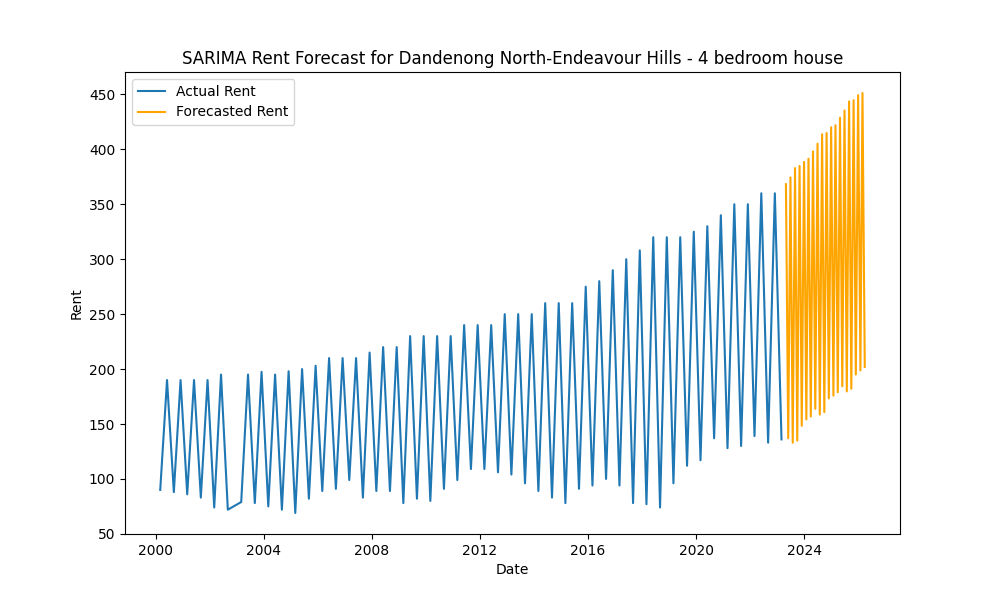 SARIMA Rent Forecast for Dandenong North-Endeavour Hills - 4 bedroom house
Actual Rent
Forecasted Rent
450
400
350
300
250
200
150
100
50
Rent
2000 2004 2008 2012 2016 2020 2024
Date